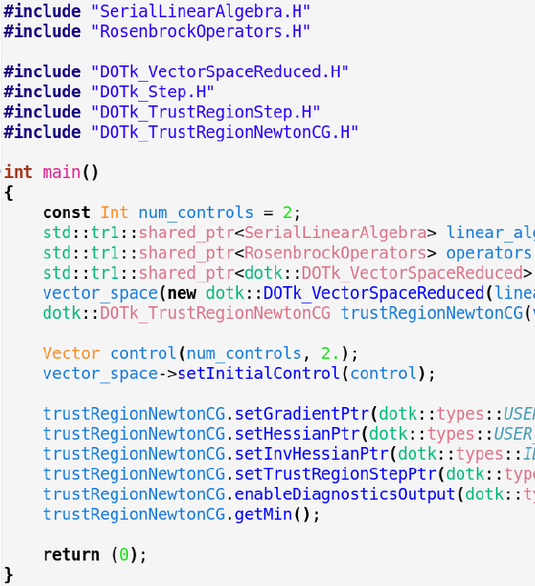 #include "SerialLinearAlgebra.H"
#include "RosenbrockOperators.H"
#include "DOTk_VectorSpaceReduced.H"
#include "DOTk_Step.H"
#include "DOTk_TrustRegionStep.H"
#include "DOTk_TrustRegionNewtonCG.H"
int main()
{
const Int num_controls = 2;
std::tr1::shared_ptr<SerialLinearAlgebra> linear_alg
std::tr1::shared_ptr<RosenbrockOperators> operators
std::tr1::shared_ptr<dotk::DOTk_VectorSpaceReduced>
vector_space(new dotk::DOTk_VectorSpaceReduced(linea
dotk::DOTk_TrustRegionNewtonCG trustRegionNewtonCG(v
Vector control(num_controls, 2.);
vector_space->setInitialControl(control);
trustRegionNewtonCG.setGradientPtr(dotk::types::USER
trustRegionNewtonCG.setHessianPtr(dotk::types::USER_
trustRegionNewtonCG.setInvHessianPtr(dotk::types::ID
trustRegionNewtonCG.setTrustRegionStepPtr(dotk::type
trustRegionNewtonCG.enableDiagnosticsOutput(dotk::ty
trustRegionNewtonCG.getMin();
return (0);
}